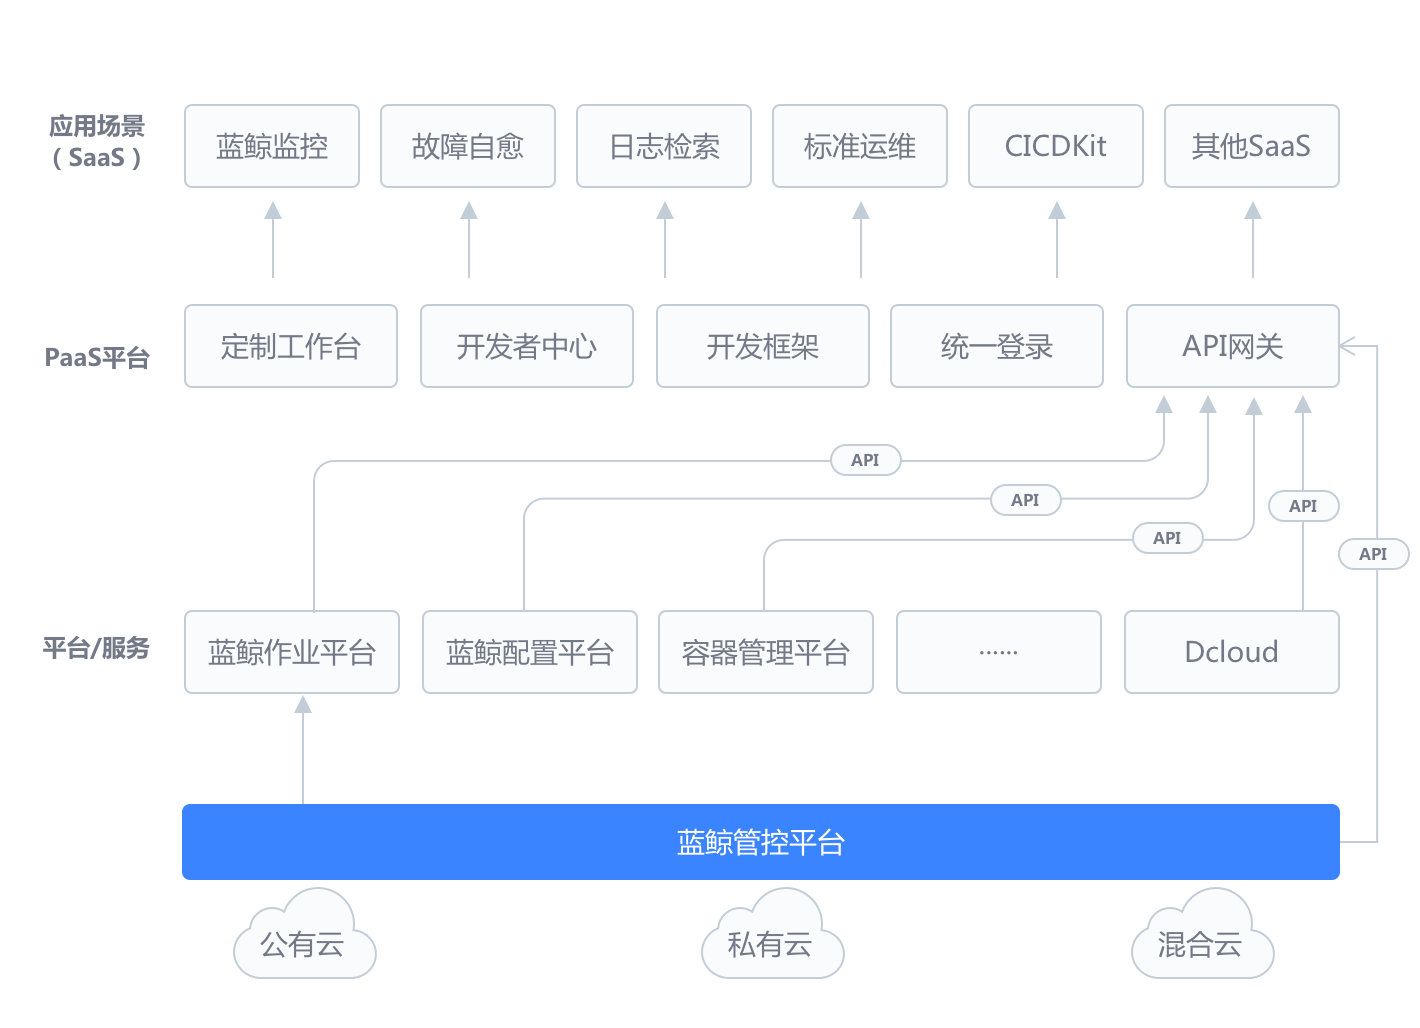 应用场景
（SaaS）
蓝鲸监控
故障自愈
日志检索
标准运维
CICDKit
其他SaaS
PaaS平台
定制工作台
开发者中心
开发框架
统一登录
API网关
API
API
API
API
API
平台/服务
蓝鲸作业平台
蓝鲸配置平台
容器管理平台
······
Dcloud
蓝鲸管控平台
公有云
私有云
混合云